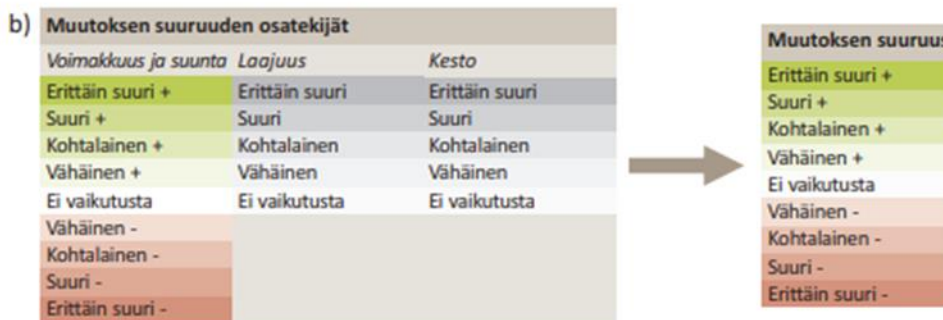 b)
Muutoksen suuruuden osatekijät
Voimakkuus ja suunta Laajuus Kesto
Erittäin suuri + Erittäin suuri Erittäin suuri
Suuri + Suuri Suuri
Kohtalainen + Kohtalainen Kohtalainen
Vähäinen + Vähäinen Vähäinen
Ei vaikutusta Ei vaikutusta Ei vaikutusta
Vähäinen -
Kohtalainen -
Suuri -
Erittäin suuri -
Muutoksen suuruus
Erittäin suuri +
Suuri +
Kohtalainen +
Vähäinen +
Ei vaikutusta
Vähäinen -
Kohtalainen -
Suuri -
Erittäin suuri -